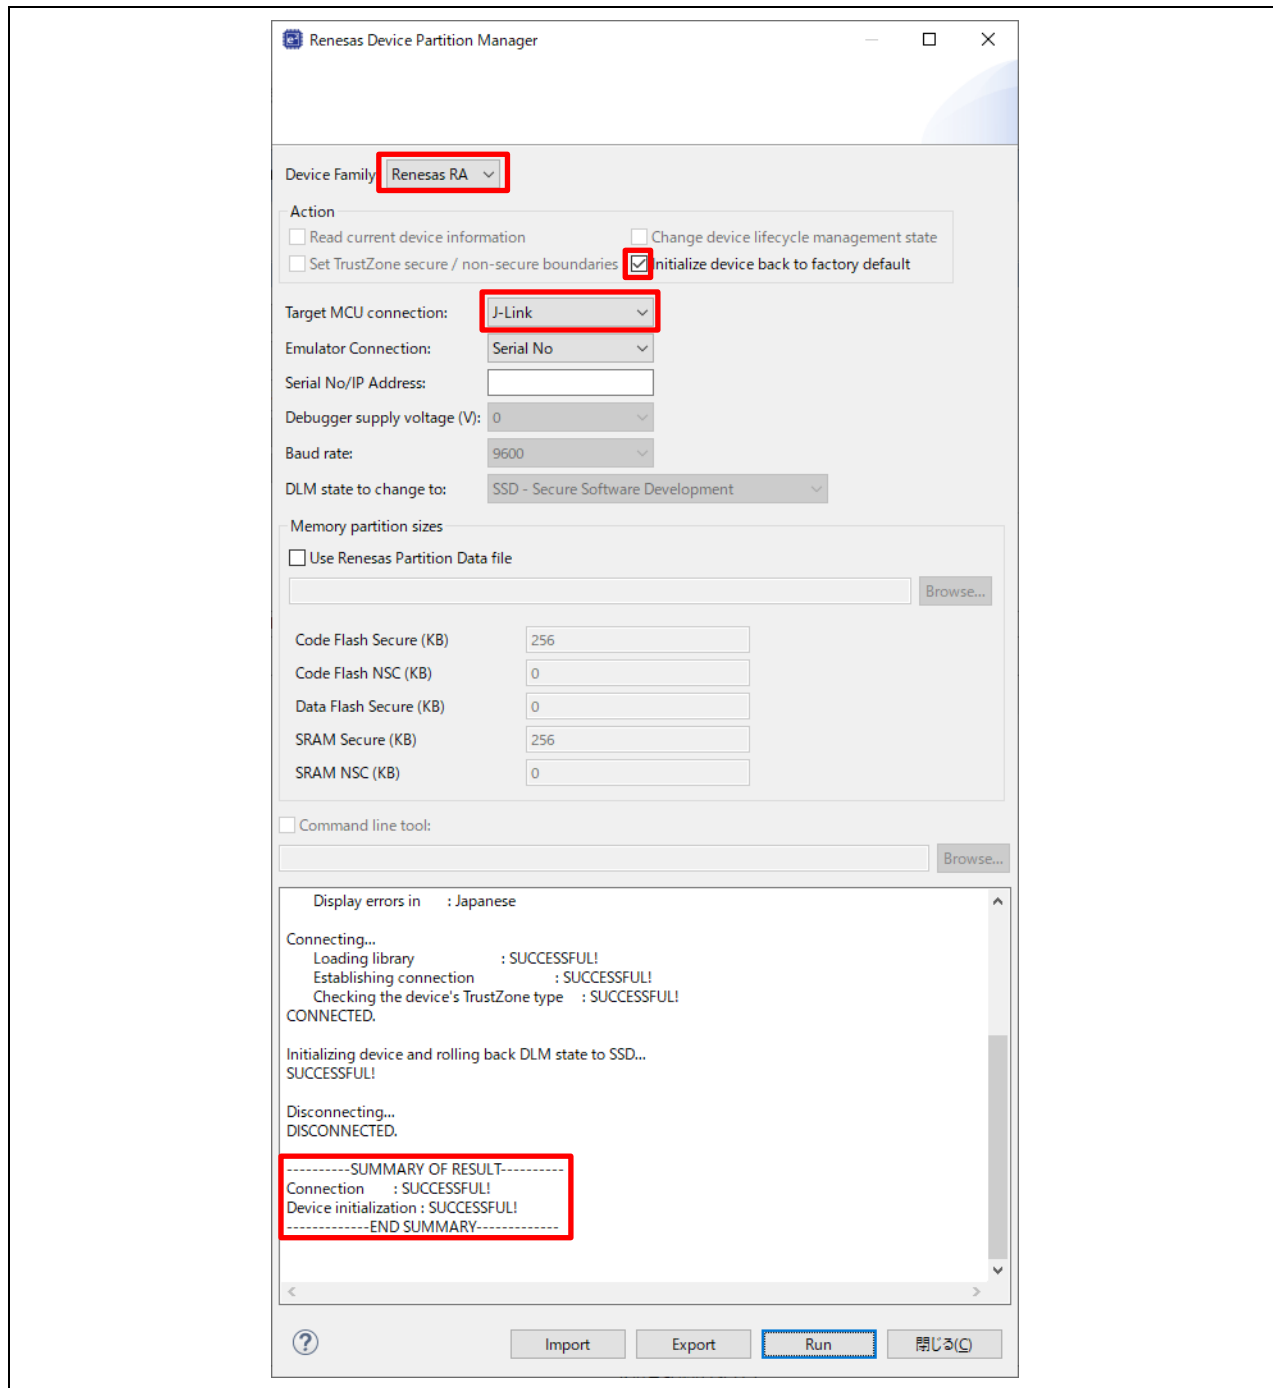 Renesas Device Partition Manager
Device Family Renesas RA
Action
Read current device information Change device lifecycle management state
Set TrustZone secure / non-secure boundaries Initialize device back to factory default
Target MCU connection: J-Link
Emulator Connection: Serial No
Serial No/IP Address:
Debugger supply voltage (V): 0
Baud rate: 9600
DLM state to change to: SSD - Secure Software Development
Memory partition sizes
Use Renesas Partition Data file
Browse...
Code Flash Secure (KB) 256
Code Flash NSC (KB) 0
Data Flash Secure (KB) 0
SRAM Secure (KB) 256
SRAM NSC (KB) 0
Command line tool:
Browse...
Display errors in : Japanese
Connecting...
Loading library : SUCCESSFUL!
Establishing connection : SUCCESSFUL!
Checking the device's TrustZone type : SUCCESSFUL!
CONNECTED.
Initializing device and rolling back DLM state to SSD...
SUCCESSFUL!
Disconnecting...
DISCONNECTED.
----------SUMMARY OF RESULT----------
Connection : SUCCESSFUL!
Device initialization : SUCCESSFUL!
-------------END SUMMARY-------------
Import Export Run 閉じる(C)